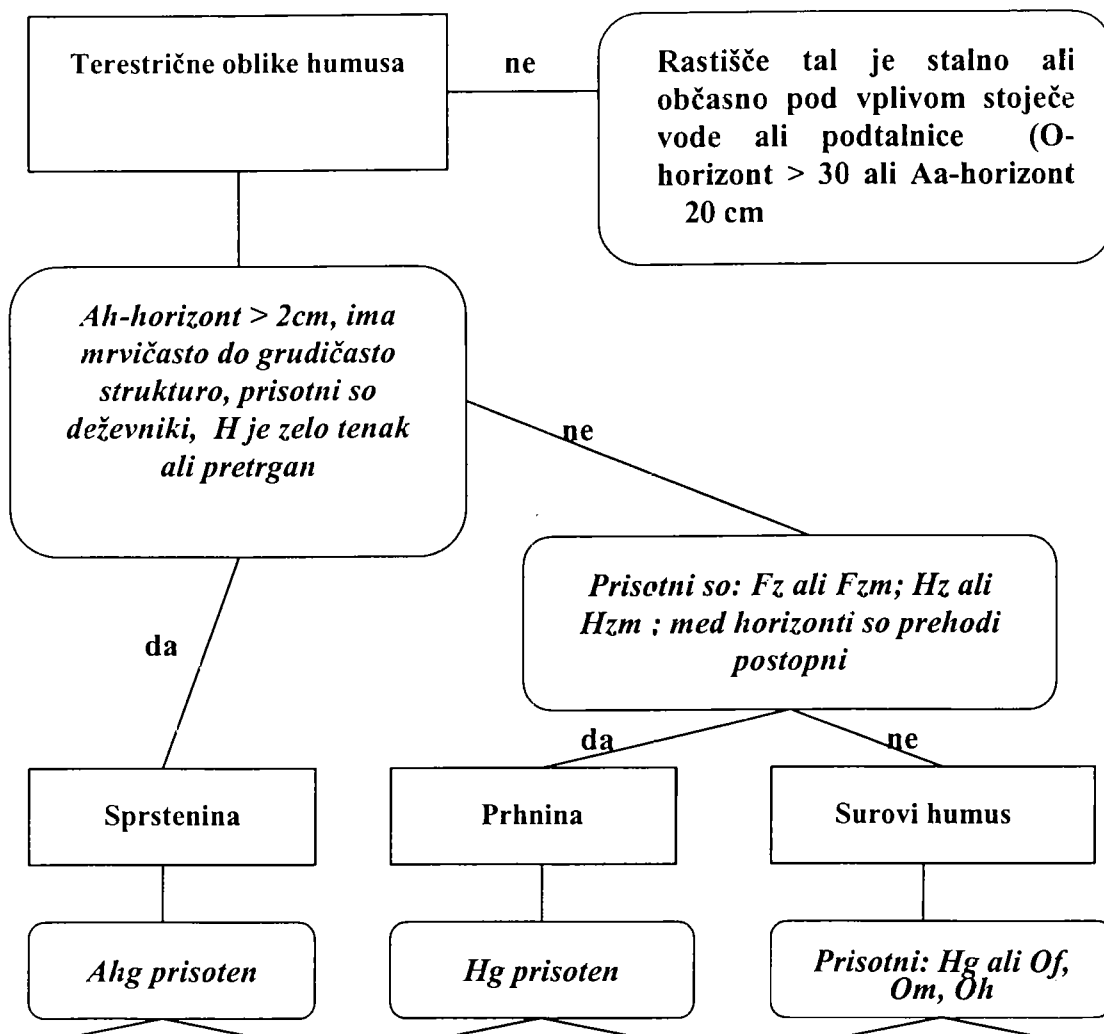 Terestrične oblike humusa
ne
Rastišče tal je stalno ali
občasno pod vplivom stoječe
vode ali podtalnice (O-
horizont > 30 ali Aa-horizont
20 cm
Ah-horizont > 2cm, ima
mrvičasto do grudičasto
strukturo, prisotni so
deževniki, H je zelo tenak
ali pretrgan
ne
Prisotni so: Fz ali Fzm; Hz ali
Hzm ; med horizonti so prehodi
postopni
da
da
ne
Sprstenina
Prhnina
Surovi humus
Ahg prisoten
Hg prisoten
Prisotni: Hg ali Of,
Om, Oh